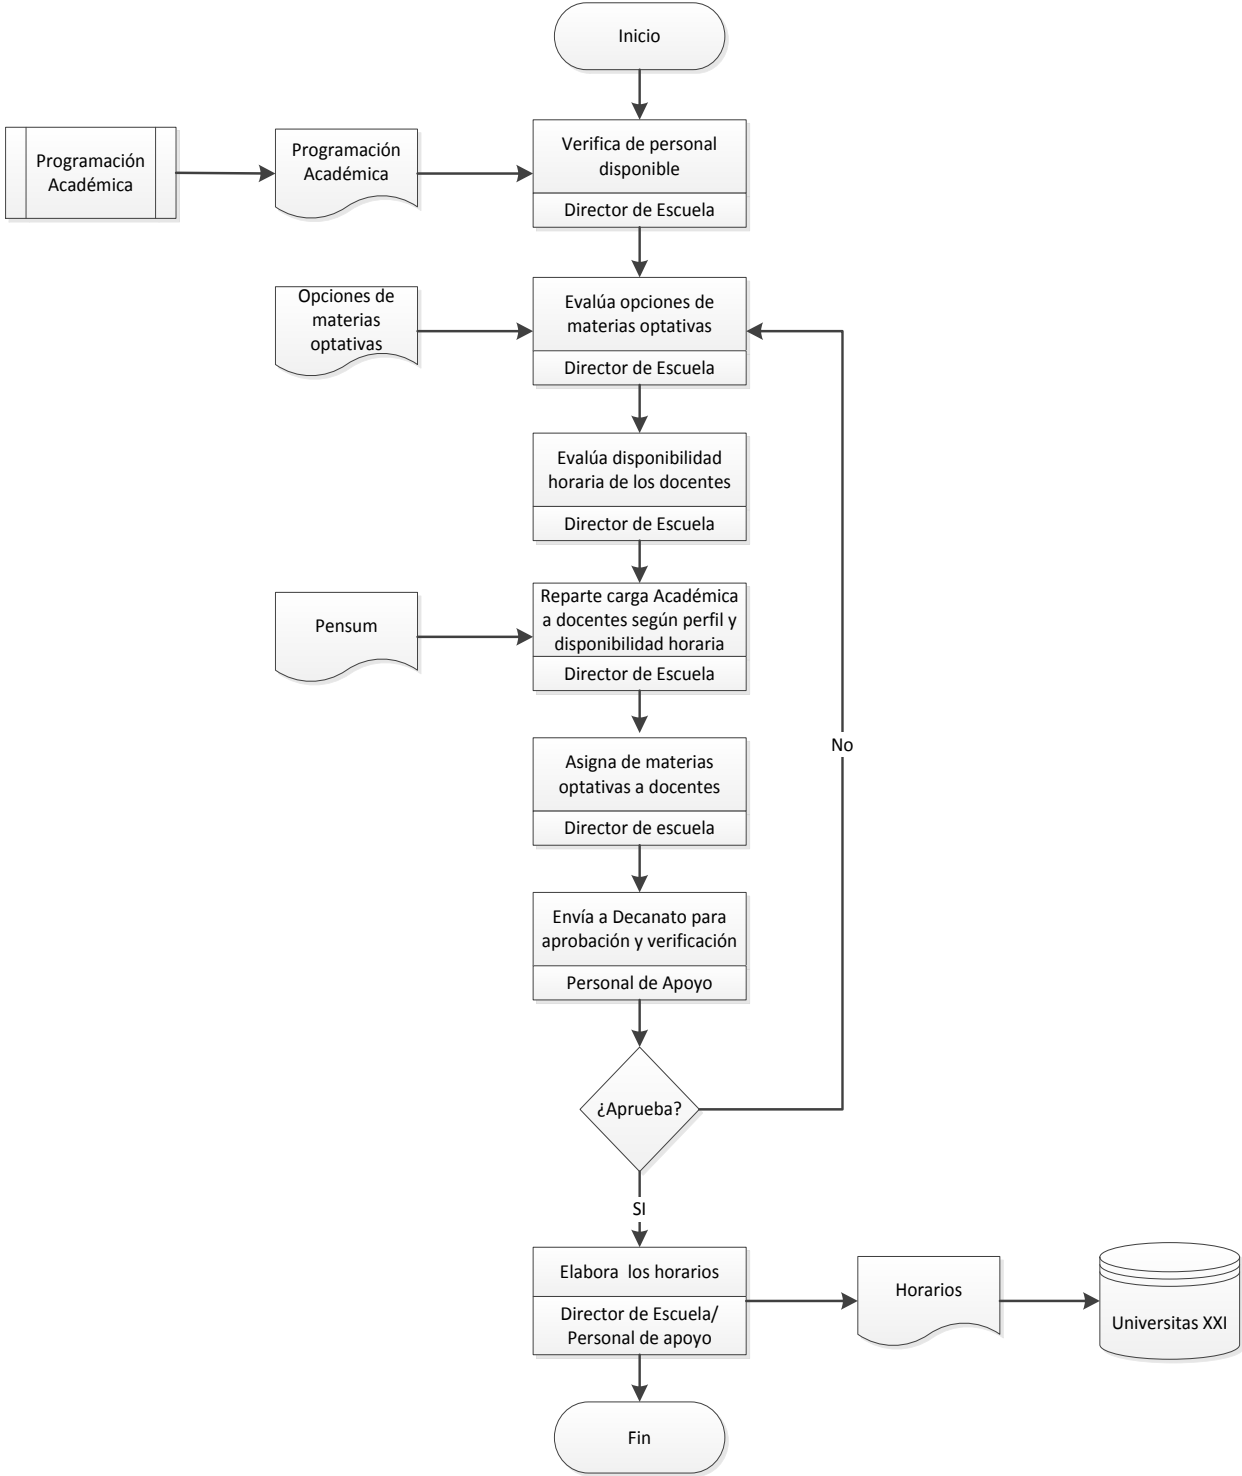 Inicio
Programación
Académica
Programación
Académica
Verifica de personal
disponible
Director de Escuela
Opciones de
materias
optativas
Evalúa opciones de
materias optativas
Director de Escuela
Evalúa disponibilidad
horaria de los docentes
Director de Escuela
Pensum
Reparte carga Académica
a docentes según perfil y
disponibilidad horaria
Director de Escuela
Asigna de materias
optativas a docentes
Director de escuela
No
Envía a Decanato para
aprobación y verificación
Personal de Apoyo
¿Aprueba?
SI
Elabora  los horarios
Director de Escuela/
Personal de apoyo
Horarios
Universitas XXI
Fin